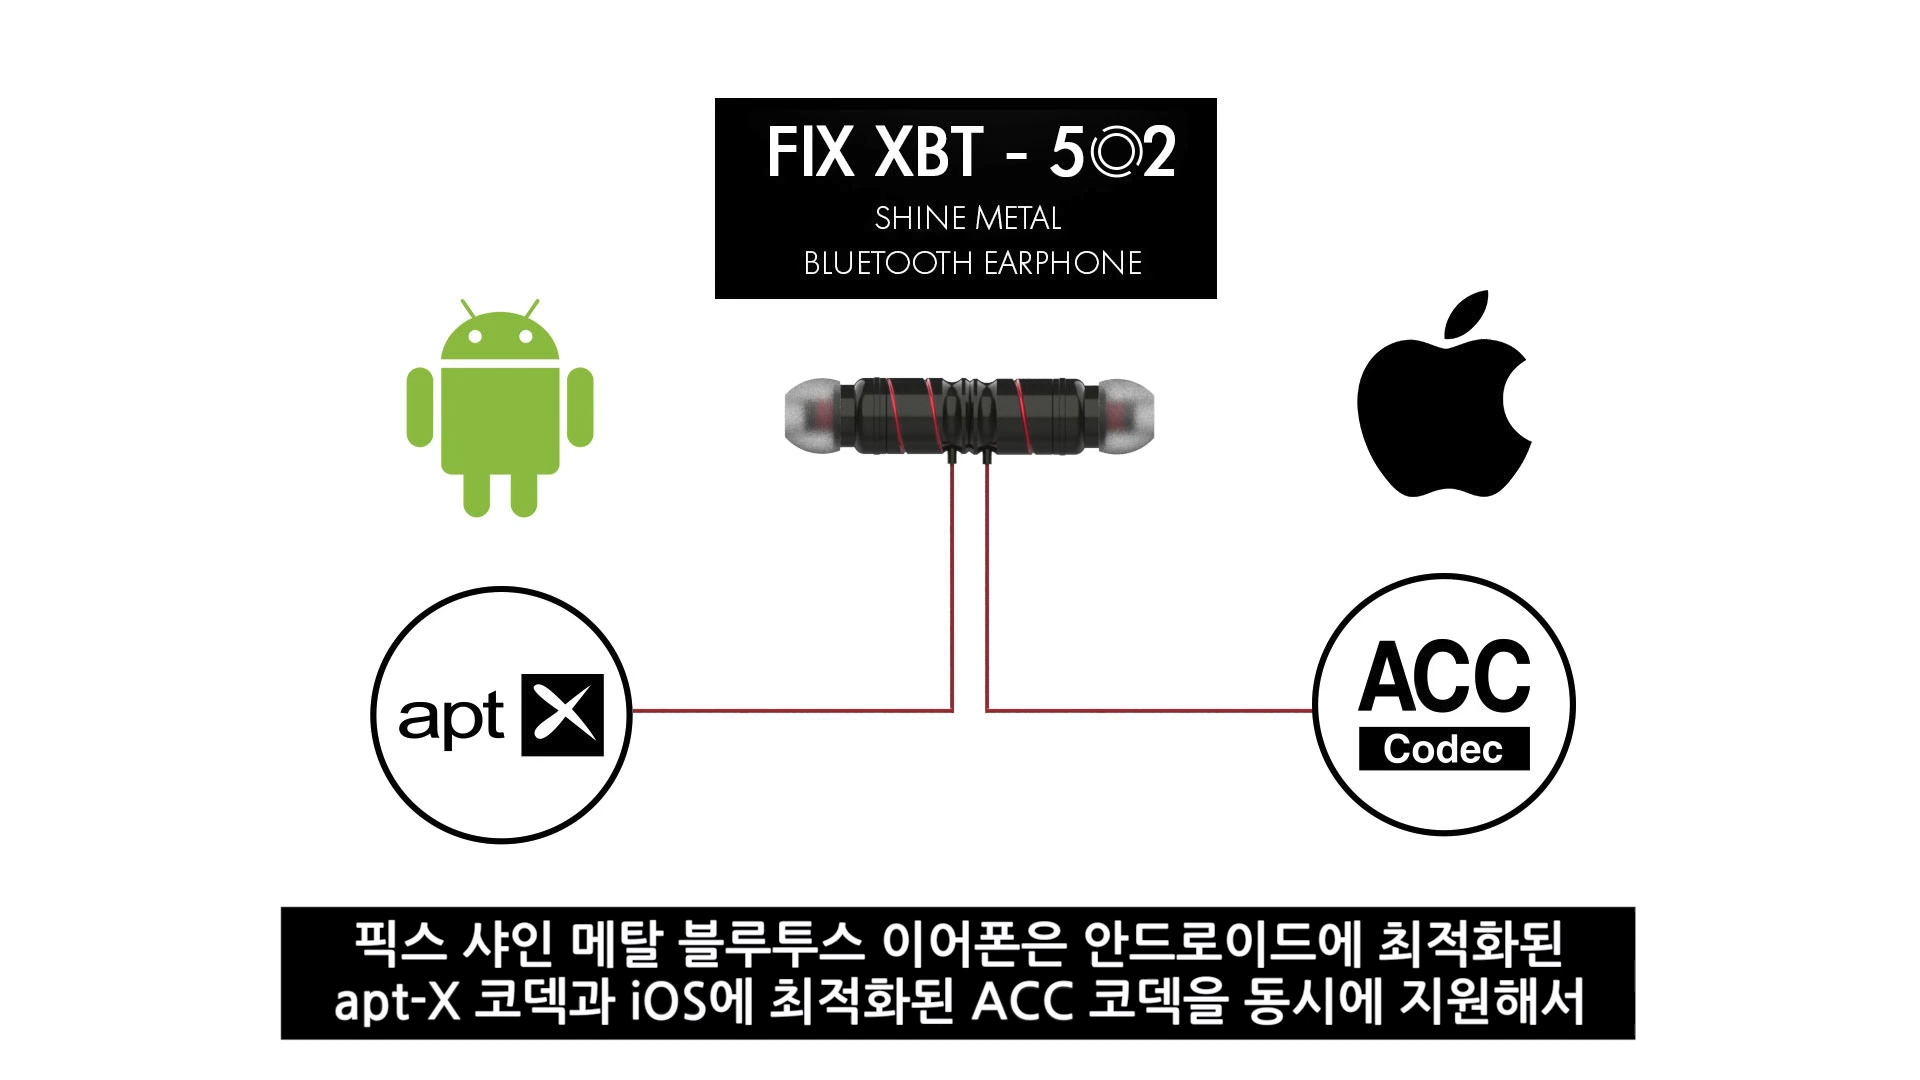 FIX XBT - 502
SHINE METAL
BLUETOOTH EARPHONE
apt X
ACC
Codec
픽스 샤인 메탈 블루투스 이어폰은 안드로이드에 최적화된
apt-X 코덱과 iOS에 최적화된 ACC 코덱을 동시에 지원해서